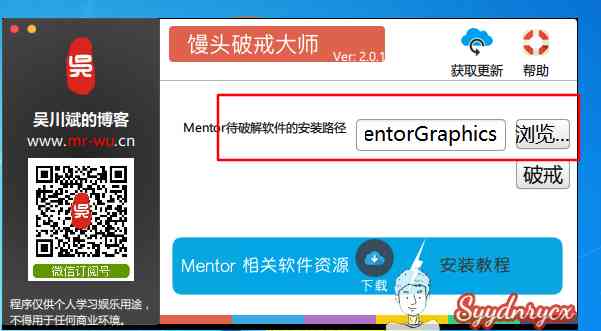 吴
吴川斌的博客
www.mr-wu.cn
吴
微信订阅号
程序仅供个人学习娱乐用途，
不得用于任何商业环境。
馒头破戒大师
Ver: 2.0.1
获取更新
帮助
Mentor待破解软件的安装路径
entorGraphics
浏览...
破戒
Mentor 相关软件资源
下载
安装教程
Syydnrycx